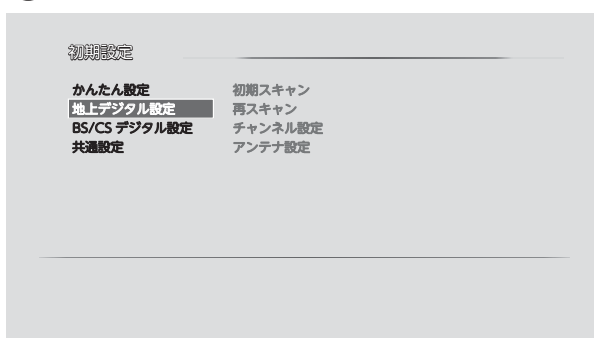 初期設定
かんたん設定 初期スキャン
地上デジタル設定 再スキャン
BS/CS デジタル設定 チャンネル設定
共通設定 アンテナ設定